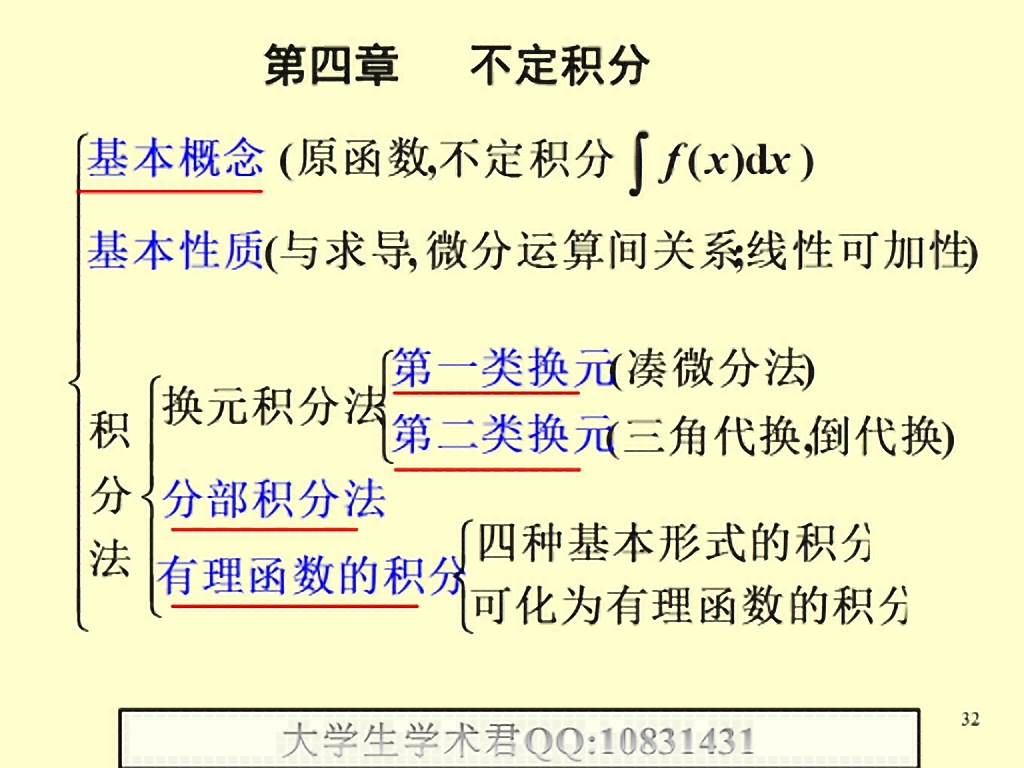 第四章 不定积分
基本概念 (原函数,不定积分 ∫ f(x)dx )
基本性质(与求导,微分运算间关系;线性可加性)
积分法
换元积分法
第一类换元(凑微分法)
第二类换元(三角代换,倒代换)
分部积分法
有理函数的积分
四种基本形式的积分
可化为有理函数的积分
大学生学术君QQ:10831431
32